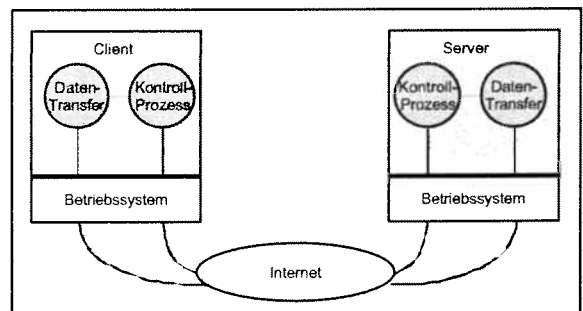 Client
Daten-
Transfer
Kontroll-
Prozess
Betriebssystem
Server
Kontroll-
Prozess
Daten-
Transfer
Betriebssystem
Internet